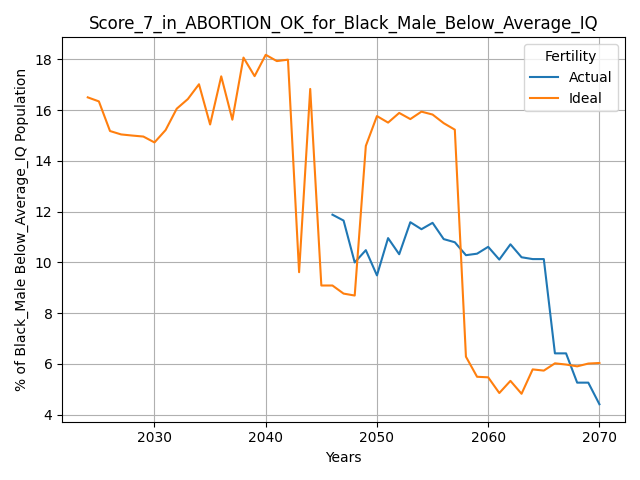 Score_7_in_ABORTION_OK_for_Black_Male_Below_Average_IQ
% of Black_Male Below_Average_IQ Population
18
16
14
12
10
8
6
4
Fertility
Actual
Ideal
2030
2040
2050
2060
2070
Years